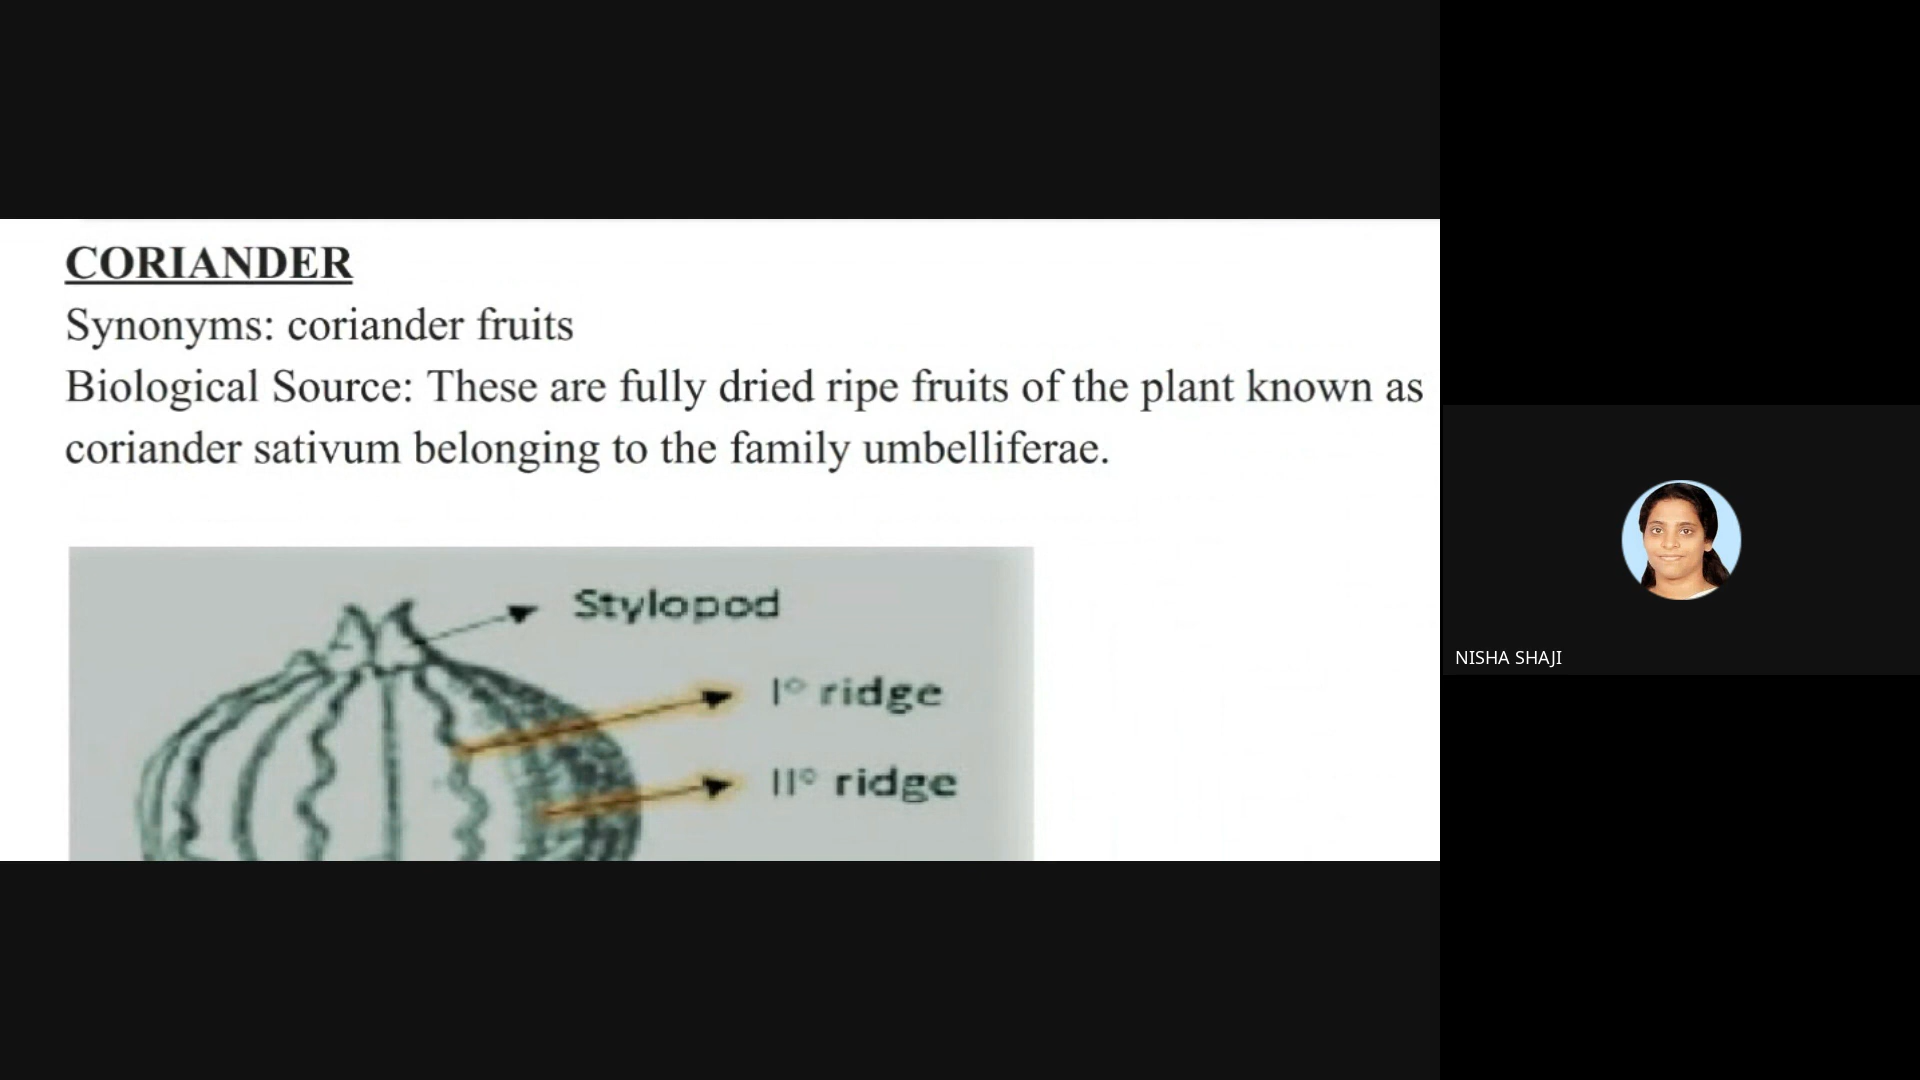 CORIANDER
Synonyms: coriander fruits
Biological Source: These are fully dried ripe fruits of the plant known as
coriander sativum belonging to the family umbelliferae.
Stylopod
I° ridge
II° ridge
NISHA SHAJI